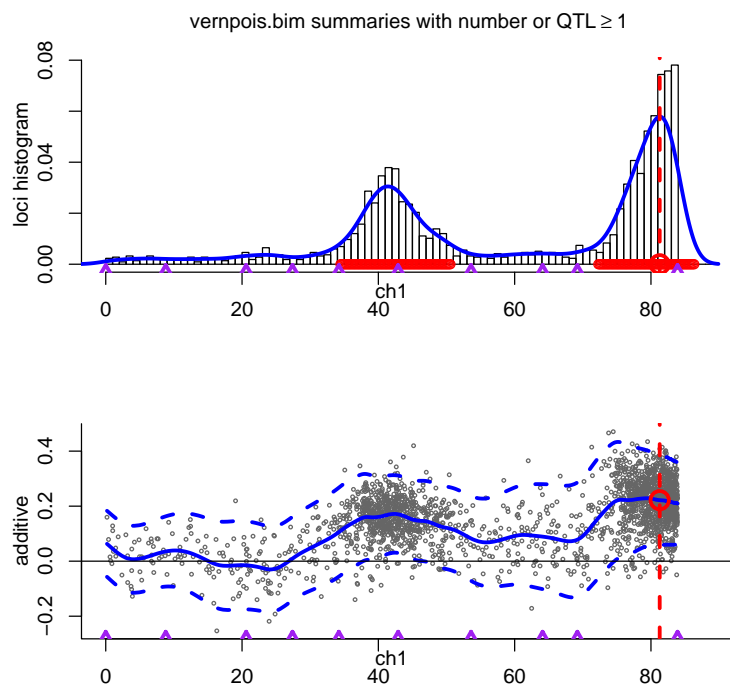 vernpois.bim summaries with number or QTL ≥ 1
loci histogram
0.08
0.04
0.00
0 20 40 60 80
ch1
additive
0.4
0.2
0.0
−0.2
0 20 40 60 80
ch1